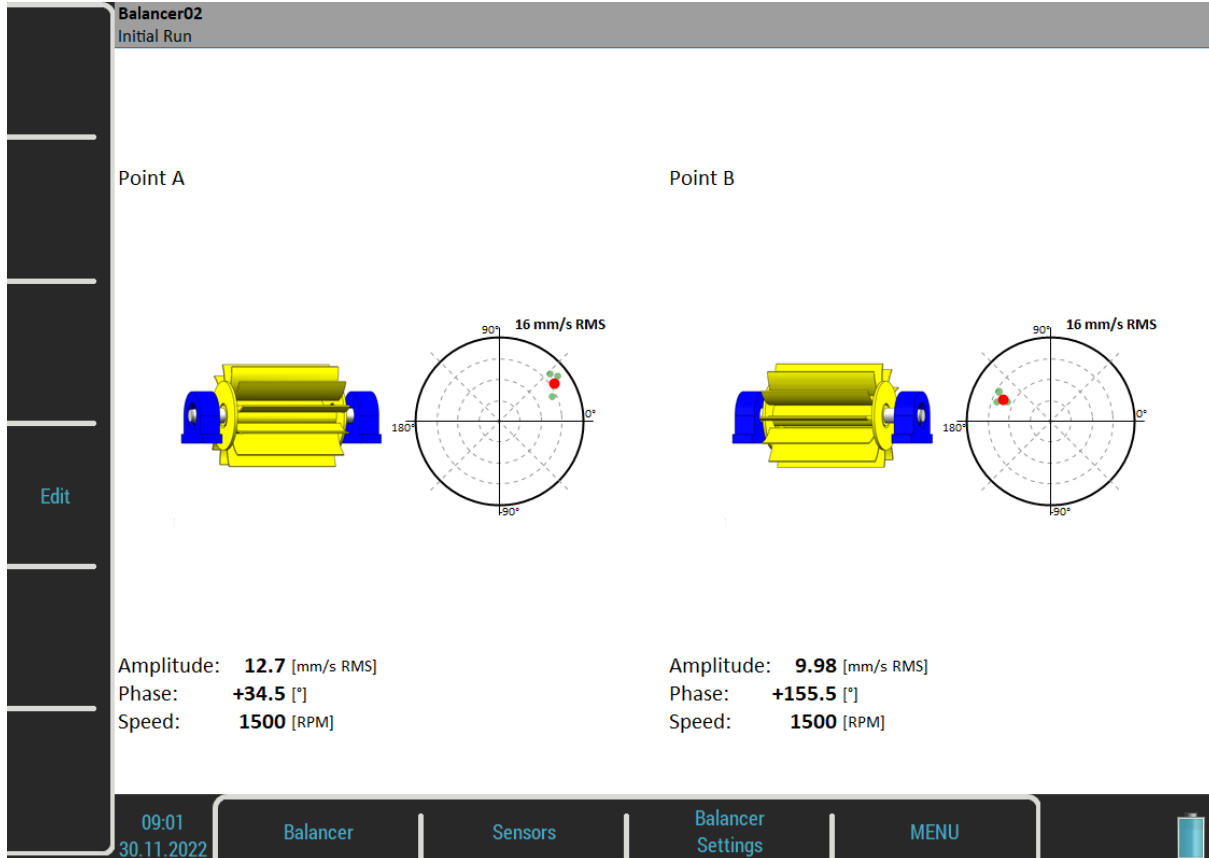 Balancer02
Initial Run
Point A
Point B
90°
16 mm/s RMS
0°
180°
-90°
90°
16 mm/s RMS
0°
180°
-90°
Edit
Amplitude: 12.7 [mm/s RMS]
Phase: +34.5 [°]
Speed: 1500 [RPM]
Amplitude: 9.98 [mm/s RMS]
Phase: +155.5 [°]
Speed: 1500 [RPM]
09:01
30.11.2022
Balancer
Sensors
Balancer
Settings
MENU